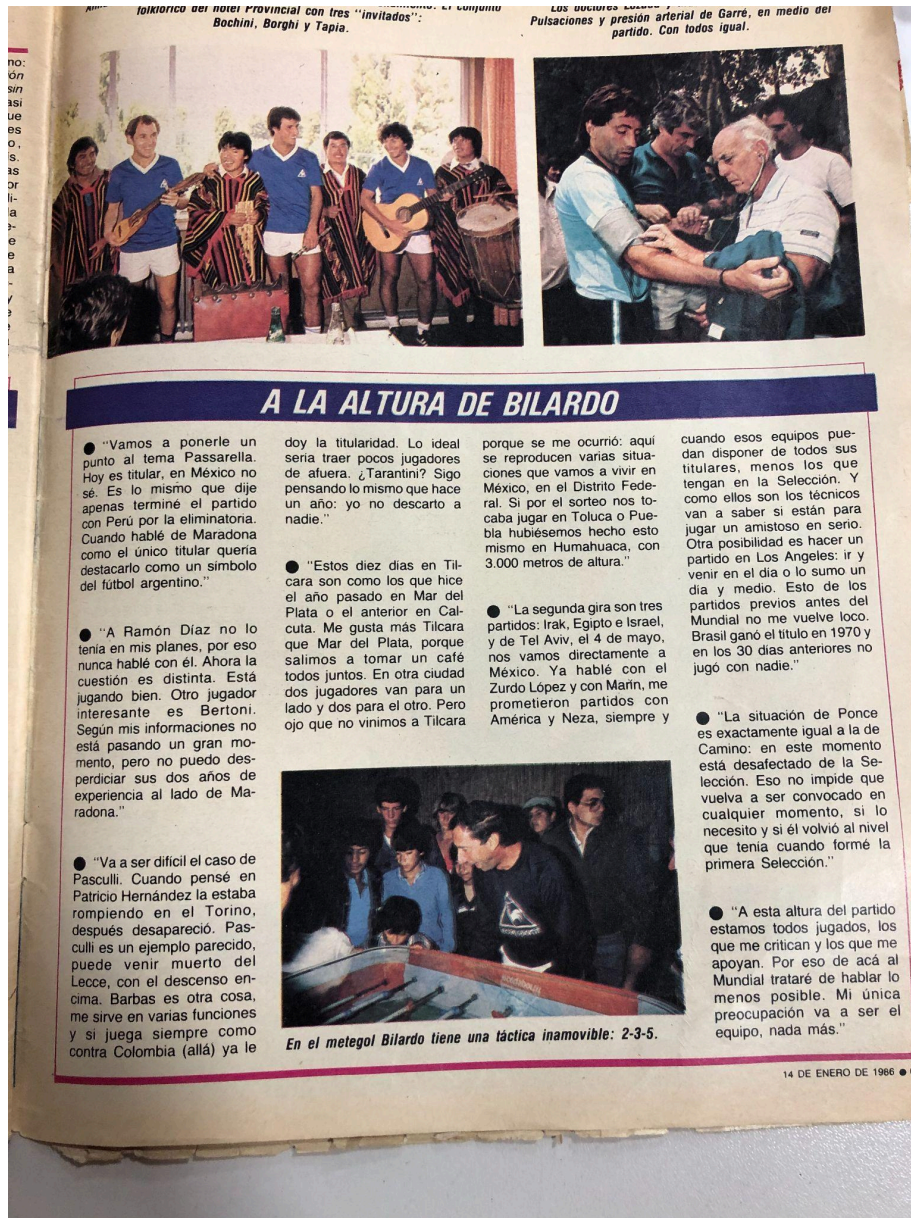 folklórico del hotel Provincial con tres "invitados":
Bochini, Borghi y Tapia.
Pulsaciones y presión arterial de Garré, en medio del
partido. Con todos igual.
A LA ALTURA DE BILARDO
● "Vamos a ponerle un
punto al tema Passarella.
Hoy es titular, en México no
sé. Es lo mismo que dije
apenas terminé el partido
con Perú por la eliminatoria.
Cuando hablé de Maradona
como el único titular quería
destacarlo como un símbolo
del fútbol argentino."
● "A Ramón Díaz no lo
tenía en mis planes, por eso
nunca hablé con él. Ahora la
cuestión es distinta. Está
jugando bien. Otro jugador
interesante es Bertoni.
Según mis informaciones no
está pasando un gran mo-
mento, pero no puedo des-
perdiciar sus dos años de
experiencia al lado de Ma-
radona."
● "Va a ser difícil el caso de
Pasculli. Cuando pensé en
Patricio Hernández la estaba
rompiendo en el Torino,
después desapareció. Pas-
culli es un ejemplo parecido,
puede venir muerto del
Lecce, con el descenso en-
cima. Barbas es otra cosa,
me sirve en varias funciones
y si juega siempre como
contra Colombia (allá) ya le
doy la titularidad. Lo ideal
sería traer pocos jugadores
de afuera. ¿Tarantini? Sigo
pensando lo mismo que hace
un año: yo no descarto a
nadie."
● "Estos diez días en Til-
cara son como los que hice
el año pasado en Mar del
Plata o el anterior en Cal-
cuta. Me gusta más Tilcara
que Mar del Plata, porque
salimos a tomar un café
todos juntos. En otra ciudad
dos jugadores van para un
lado y dos para el otro. Pero
ojo que no vinimos a Tilcara
porque se me ocurrió: aquí
se reproducen varias situa-
ciones que vamos a vivir en
México, en el Distrito Fede-
ral. Si por el sorteo nos to-
caba jugar en Toluca o Pue-
bla hubiésemos hecho esto
mismo en Humahuaca, con
3.000 metros de altura."
● "La segunda gira son tres
partidos: Irak, Egipto e Israel,
y de Tel Aviv, el 4 de mayo,
nos vamos directamente a
México. Ya hablé con el
Zurdo López y con Marín, me
prometieron partidos con
América y Neza, siempre y
cuando esos equipos pue-
dan disponer de todos sus
titulares, menos los que
tengan en la Selección. Y
como ellos son los técnicos
van a saber si están para
jugar un amistoso en serio.
Otra posibilidad es hacer un
partido en Los Angeles: ir y
venir en el día o lo sumo un
día y medio. Esto de los
partidos previos antes del
Mundial no me vuelve loco.
Brasil ganó el título en 1970 y
en los 30 días anteriores no
jugó con nadie."
● "La situación de Ponce
es exactamente igual a la de
Camino: en este momento
está desafectado de la Se-
lección. Eso no impide que
vuelva a ser convocado en
cualquier momento, si lo
necesito y si él volvió al nivel
que tenía cuando formé la
primera Selección."
● "A esta altura del partido
estamos todos jugados, los
que me critican y los que me
apoyan. Por eso de acá al
Mundial trataré de hablar lo
menos posible. Mi única
preocupación va a ser el
equipo, nada más."
En el metegol Bilardo tiene una táctica inamovible: 2-3-5.
14 DE ENERO DE 1986 ●